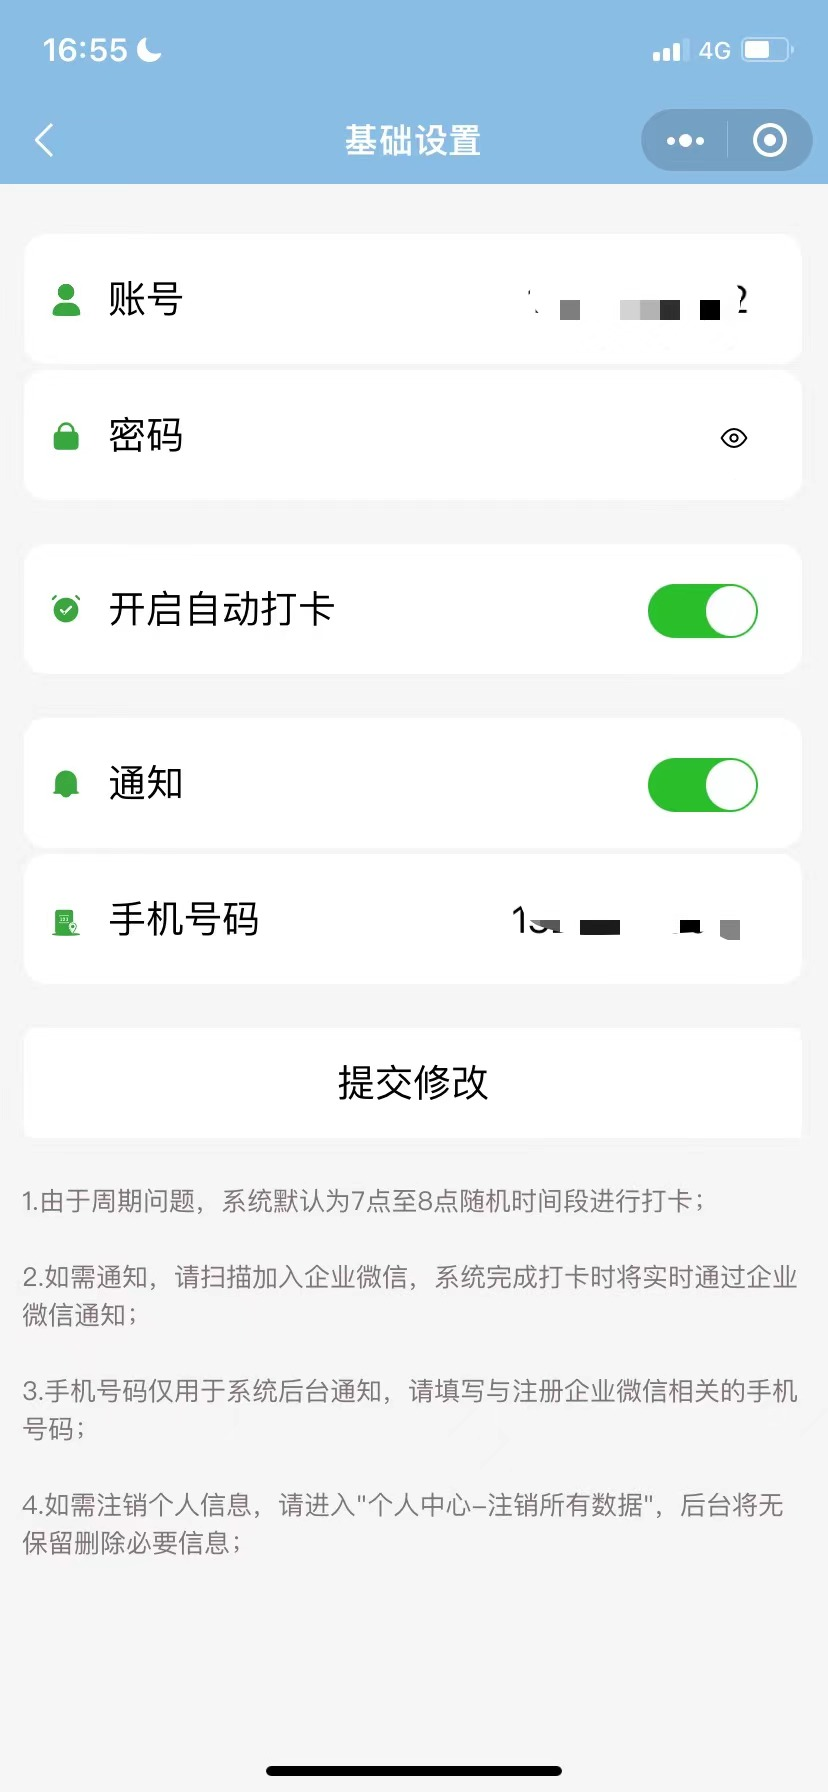 16:55
4G
基础设置
账号
2
密码
开启自动打卡
通知
手机号码
提交修改
1.由于周期问题，系统默认为7点至8点随机时间段进行打卡；
2.如需通知，请扫描加入企业微信，系统完成打卡时将实时通过企业
微信通知；
3.手机号码仅用于系统后台通知，请填写与注册企业微信相关的手机
号码；
4.如需注销个人信息，请进入"个人中心–注销所有数据"，后台将无
保留删除必要信息；